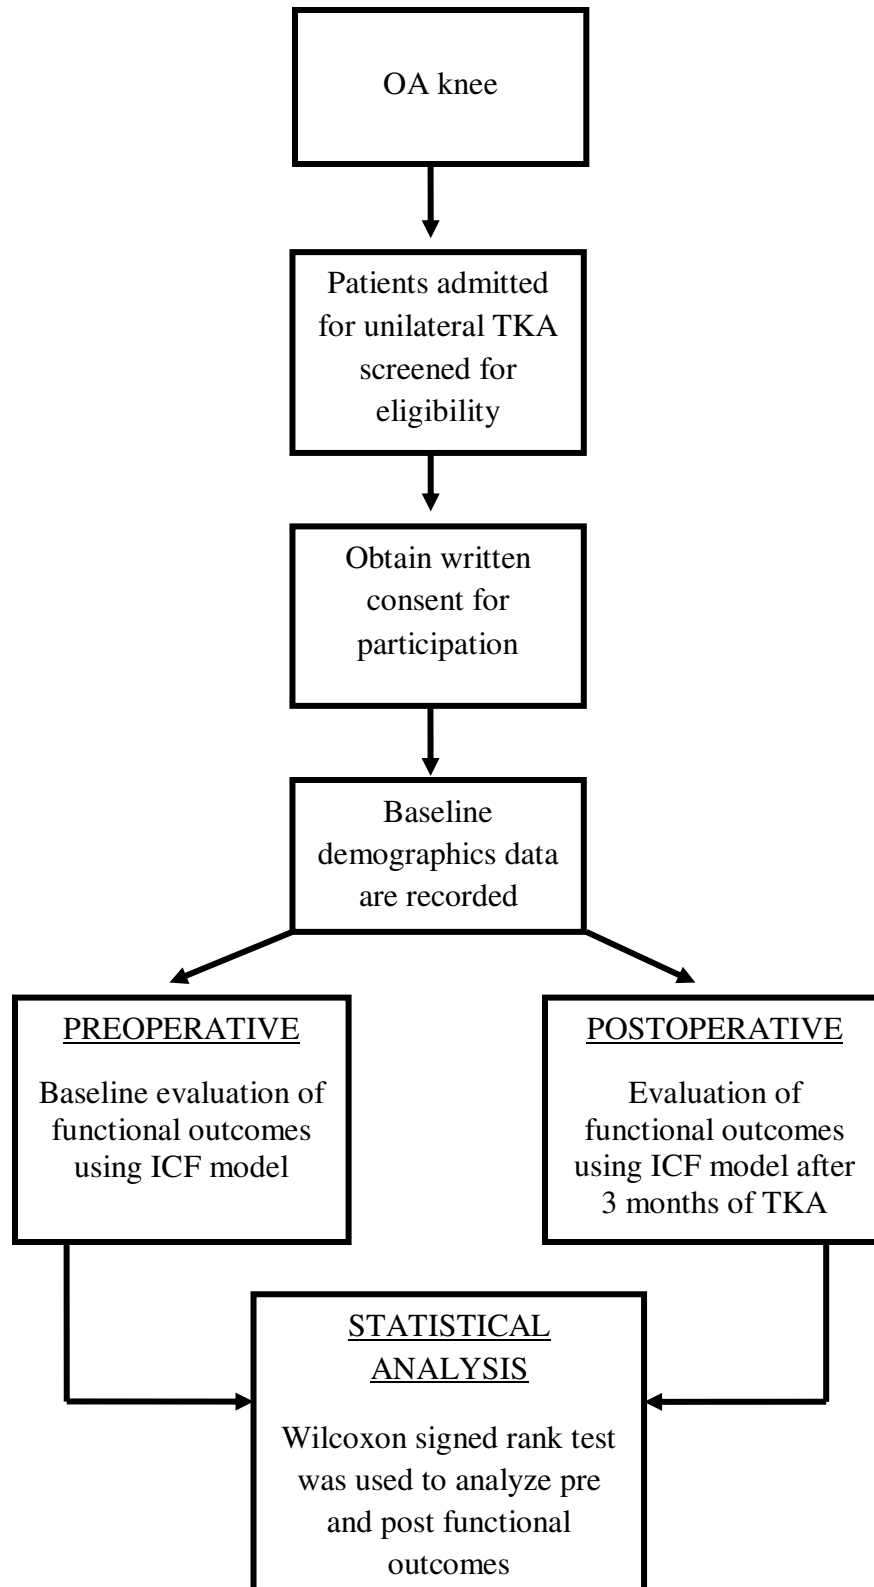 OA knee
Patients admitted
for unilateral TKA
screened for
eligibility
Obtain written
consent for
participation
Baseline
demographics data
are recorded
PREOPERATIVE
Baseline evaluation of
functional outcomes
using ICF model
POSTOPERATIVE
Evaluation of
functional outcomes
using ICF model after
3 months of TKA
STATISTICAL
ANALYSIS
Wilcoxon signed rank test
was used to analyze pre
and post functional
outcomes